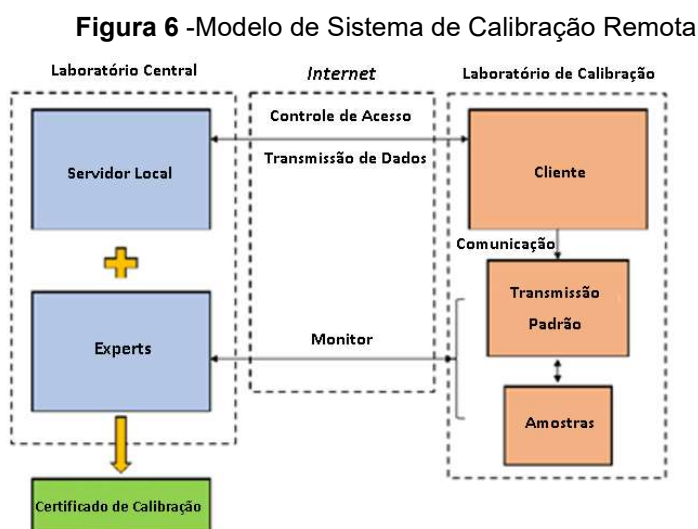 Figura 6 -Modelo de Sistema de Calibração Remota
Laboratório Central
Internet
Laboratório de Calibração
Controle de Acesso
Servidor Local
Transmissão de Dados
Cliente
Comunicação
Transmissão
Padrão
Experts
Monitor
Amostras
Certificado de Calibração